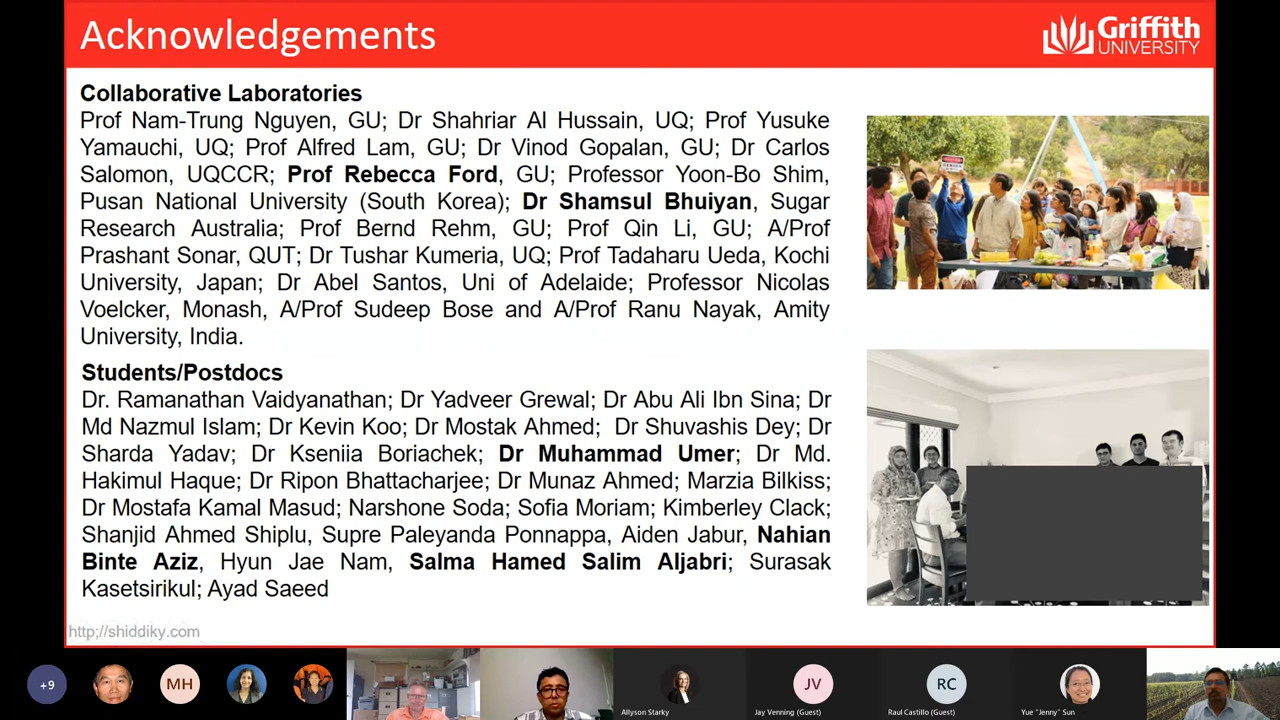 Acknowledgements
Griffith
UNIVERSITY
Collaborative Laboratories
Prof Nam-Trung Nguyen, GU; Dr Shahriar Al Hussain, UQ; Prof Yusuke
Yamauchi, UQ; Prof Alfred Lam, GU; Dr Vinod Gopalan, GU; Dr Carlos
Salomon, UQCCR; Prof Rebecca Ford, GU; Professor Yoon-Bo Shim,
Pusan National University (South Korea); Dr Shamsul Bhuiyan, Sugar
Research Australia; Prof Bernd Rehm, GU; Prof Qin Li, GU; A/Prof
Prashant Sonar, QUT; Dr Tushar Kumeria, UQ; Prof Tadaharu Ueda, Kochi
University, Japan; Dr Abel Santos, Uni of Adelaide; Professor Nicolas
Voelcker, Monash, A/Prof Sudeep Bose and A/Prof Ranu Nayak, Amity
University, India.
Students/Postdocs
Dr. Ramanathan Vaidyanathan; Dr Yadveer Grewal; Dr Abu Ali Ibn Sina; Dr
Md Nazmul Islam; Dr Kevin Koo; Dr Mostak Ahmed; Dr Shuvashis Dey; Dr
Sharda Yadav; Dr Kseniia Boriachek; Dr Muhammad Umer; Dr Md.
Hakimul Haque; Dr Ripon Bhattacharjee; Dr Munaz Ahmed; Marzia Bilkiss;
Dr Mostafa Kamal Masud; Narshone Soda; Sofia Moriam; Kimberley Clack;
Shanjid Ahmed Shiplu, Supre Paleyanda Ponnappa, Aiden Jabur, Nahian
Binte Aziz, Hyun Jae Nam, Salma Hamed Salim Aljabri; Surasak
Kasetsirikul; Ayad Saeed
http://shiddiky.com
+9
MH
JV
RC
Allyson Starky
Jay Venning (Guest)
Raul Castillo (Guest)
Yue "Jenny" Sun